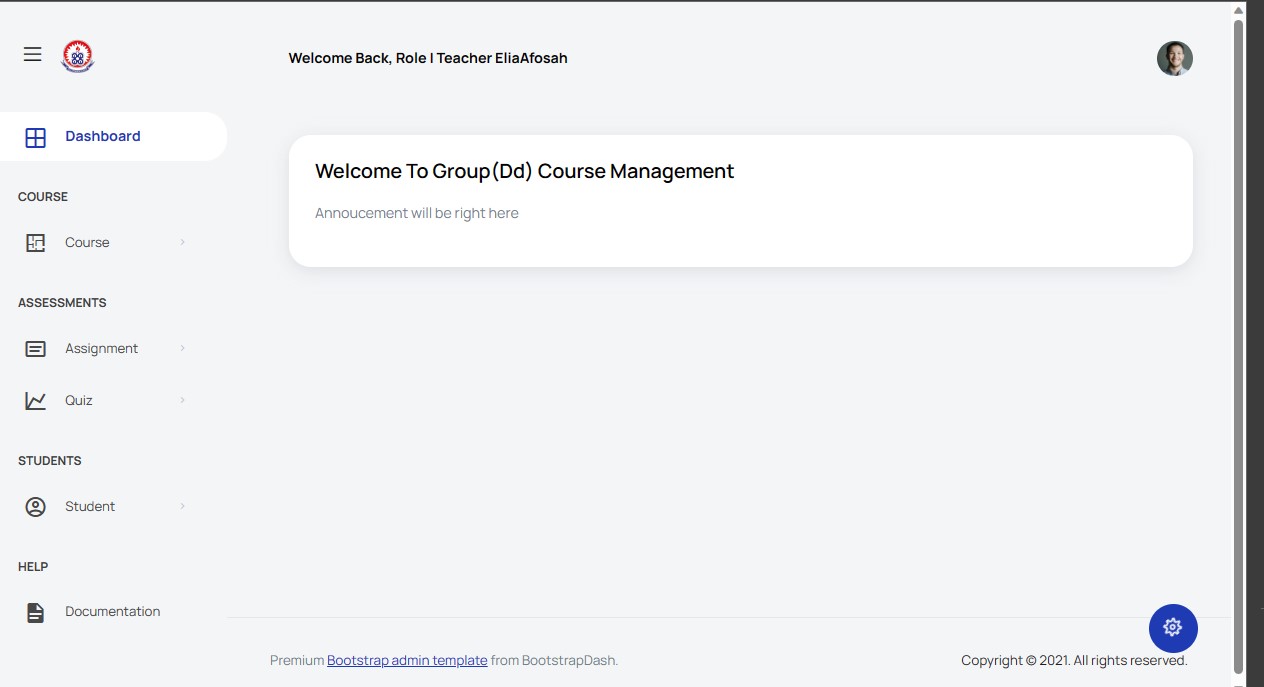 Welcome Back, Role I Teacher EliaAfosah
Dashboard
COURSE
Course
ASSESSMENTS
Assignment
Quiz
STUDENTS
Student
HELP
Documentation
Welcome To Group(Dd) Course Management
Annoucement will be right here
Premium Bootstrap admin template from BootstrapDash.
Copyright © 2021. All rights reserved.